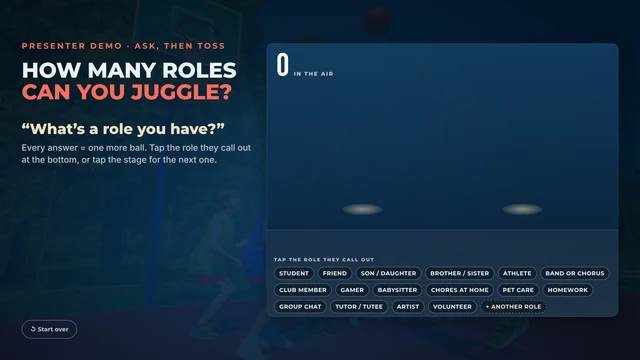 PRESENTER DEMO · ASK, THEN TOSS
HOW MANY ROLES
CAN YOU JUGGLE?
“What’s a role you have?”
Every answer = one more ball. Tap the role they call out
at the bottom, or tap the stage for the next one.
0 IN THE AIR
TAP THE ROLE THEY CALL OUT
STUDENT FRIEND SON / DAUGHTER BROTHER / SISTER ATHLETE BAND OR CHORUS
CLUB MEMBER GAMER BABYSITTER CHORES AT HOME PET CARE HOMEWORK
GROUP CHAT TUTOR / TUTEE ARTIST VOLUNTEER + ANOTHER ROLE
↺ Start over